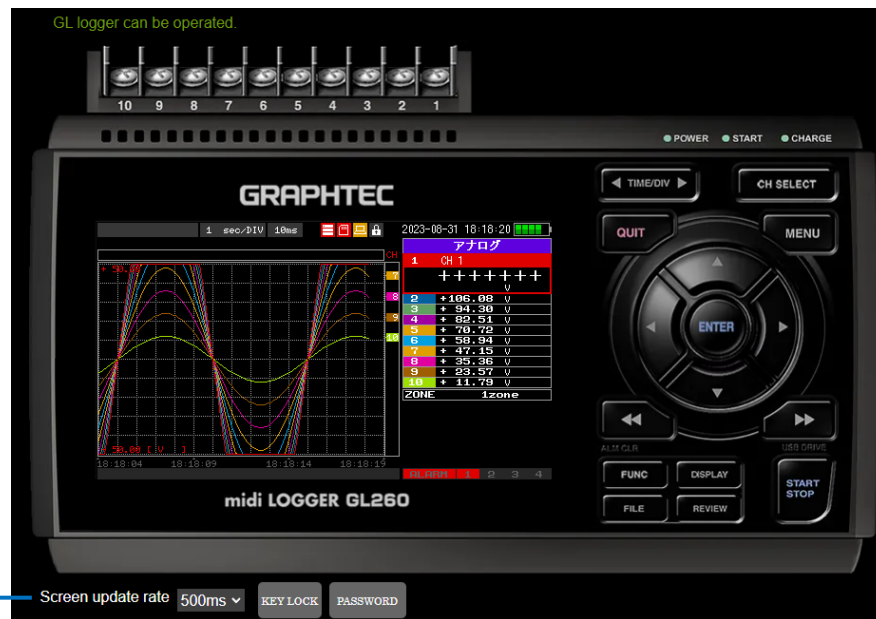 GL logger can be operated.
10 9 8 7 6 5 4 3 2 1
POWER START CHARGE
GRAPHTEC
TIME/DIV
CH SELECT
QUIT
MENU
ENTER
ALM CLR
USB DRIVE
FUNC
DISPLAY
FILE
REVIEW
START
STOP
1 sec/DIV 10ms
2023-08-31 18:18:20
アナログ
CH
1 CH 1
+++++++
V
2 +106.08 V
3 + 94.30 V
4 + 82.51 V
5 + 70.72 V
6 + 58.94 V
7 + 47.15 V
8 + 35.36 V
9 + 23.57 V
10 + 11.79 V
ZONE 1zone
7
8
9
10
50.00 [ V ]
18:18:04 18:18:09 18:18:14 18:18:19
ALARM 1 2 3 4
midi LOGGER GL260
Screen update rate 500ms
KEY LOCK
PASSWORD